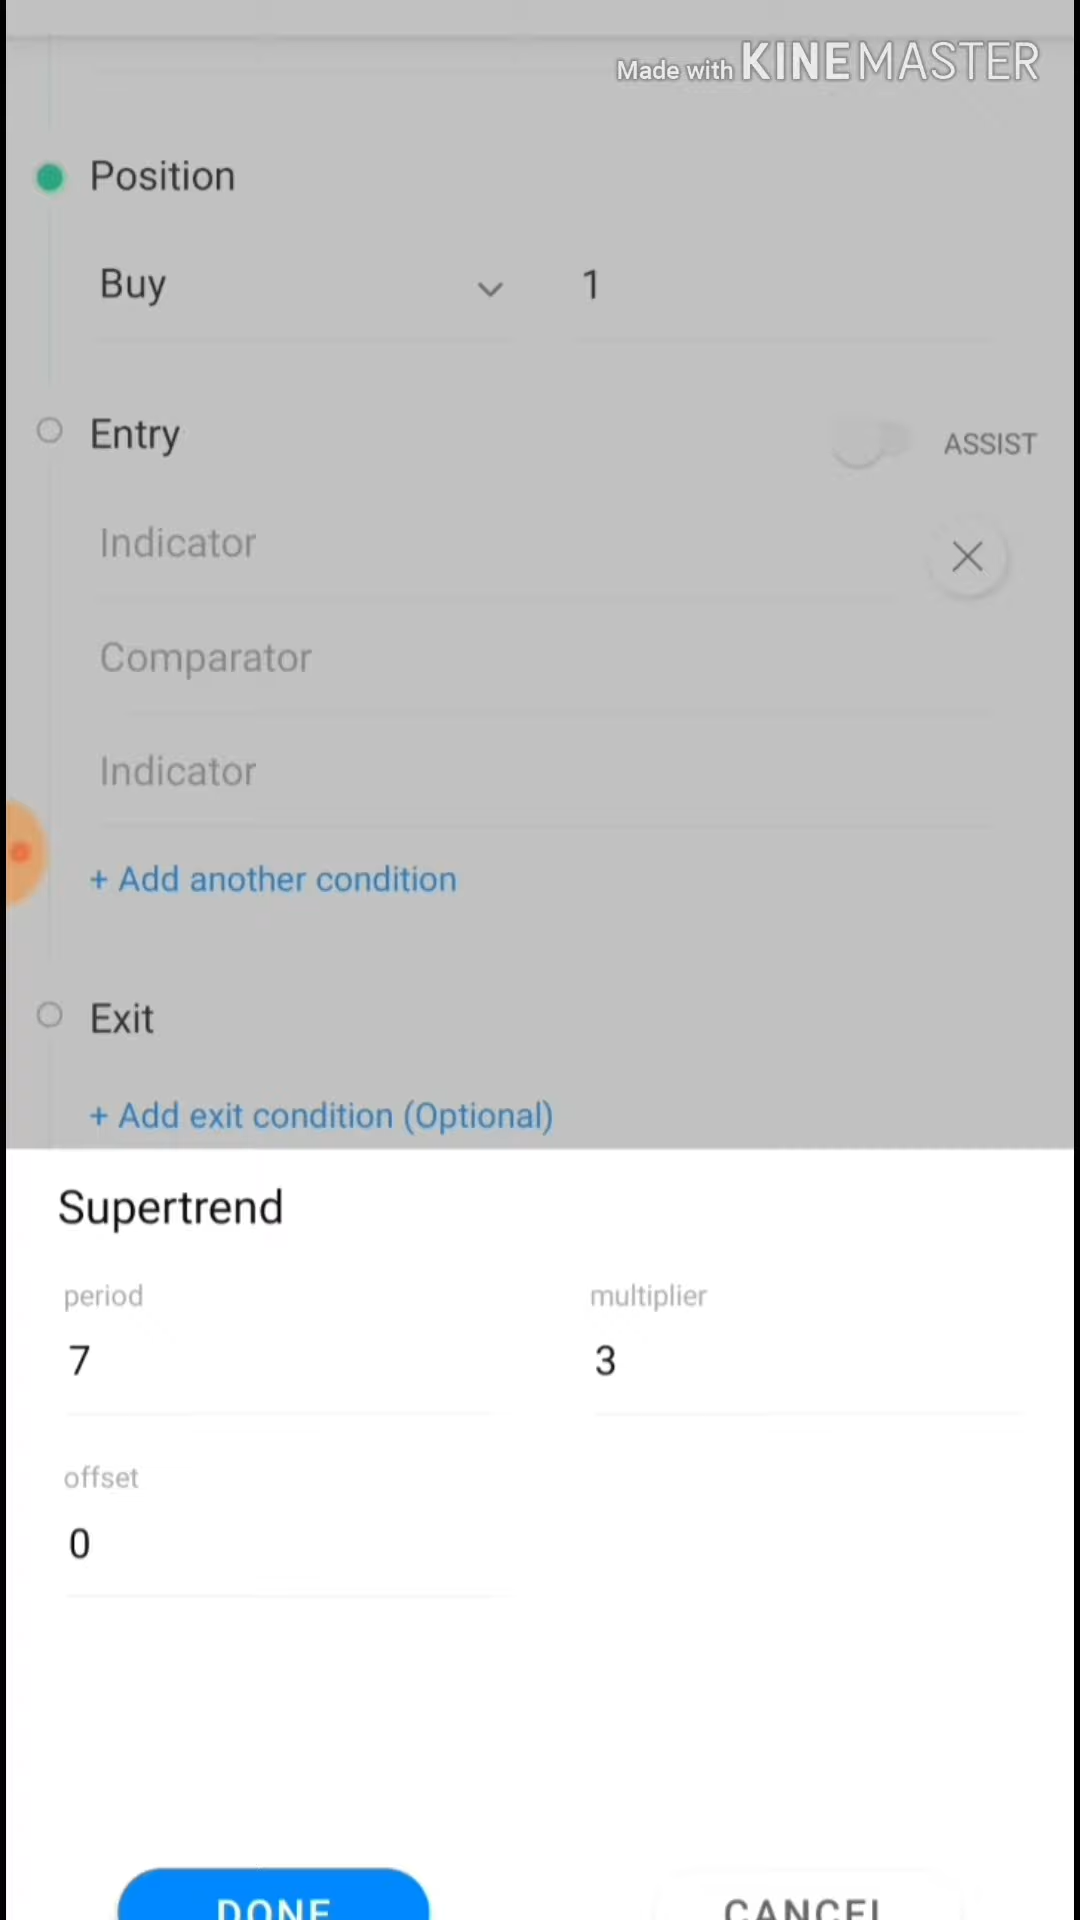 Made with KINEMASTER
Position
Buy 1
Entry ASSIST
Indicator
Comparator
Indicator
+ Add another condition
Exit
+ Add exit condition (Optional)
Supertrend
period multiplier
7 3
offset
0
DONE CANCEL